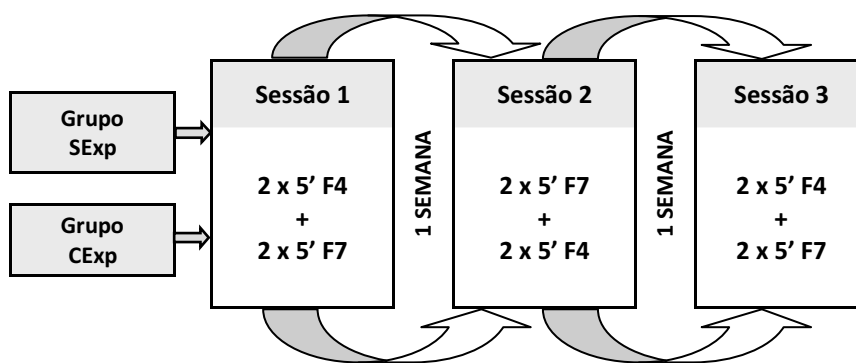 Grupo
SExp
Grupo
CExp
Sessão 1
2 x 5’ F4
+
2 x 5’ F7
1 SEMANA
Sessão 2
2 x 5’ F7
+
2 x 5’ F4
1 SEMANA
Sessão 3
2 x 5’ F4
+
2 x 5’ F7